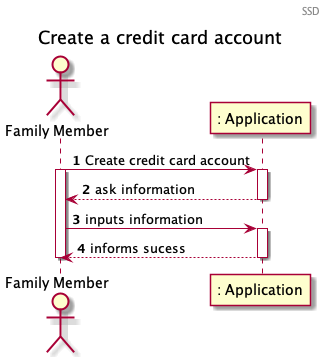 SSD
Create a credit card account
Family Member
: Application
1 Create credit card account
2 ask information
3 inputs information
4 informs sucess
Family Member
: Application